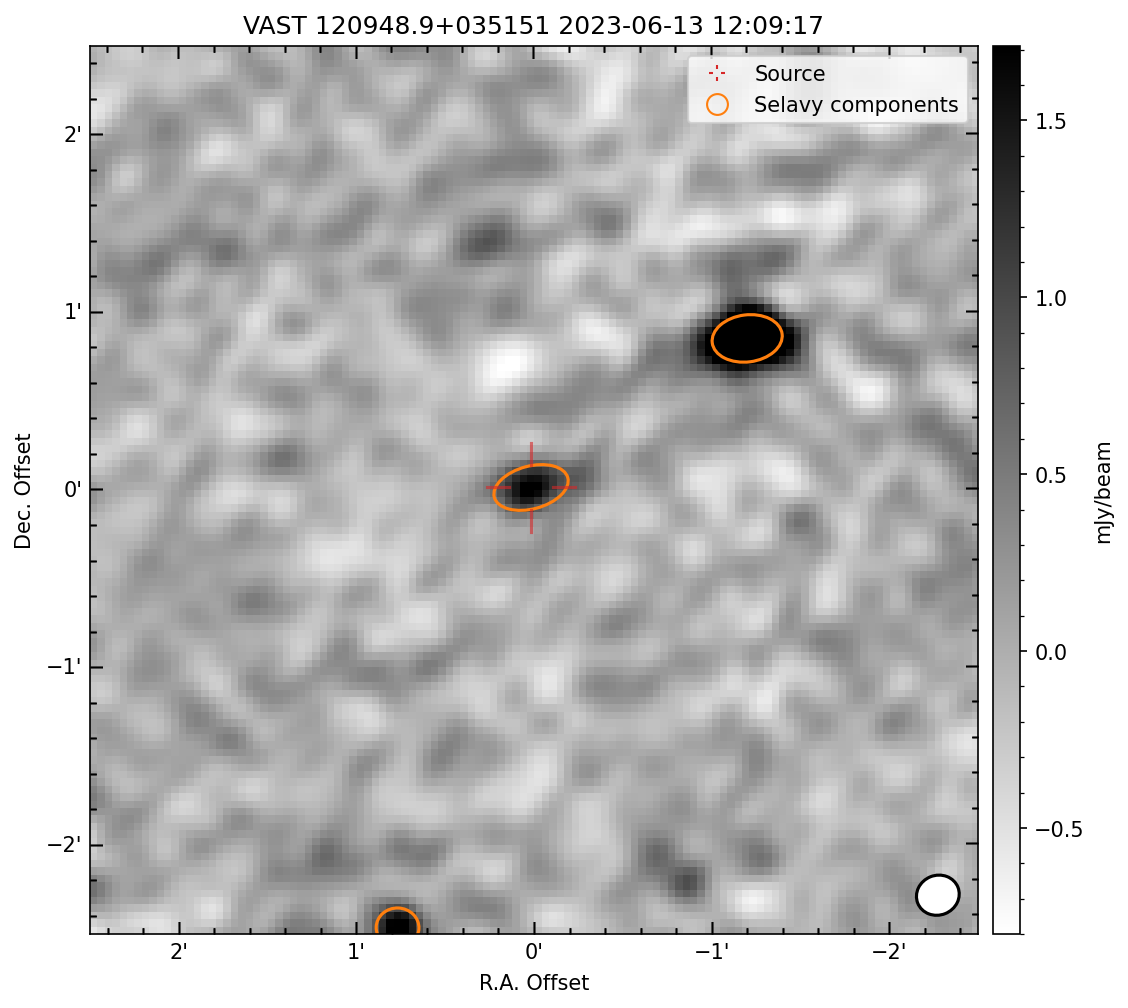 VAST 120948.9+035151 2023-06-13 12:09:17
Source
Selavy components
2'
1'
0'
−1'
−2'
Dec. Offset
2'
1'
0'
−1'
−2'
R.A. Offset
1.5
1.0
0.5
0.0
−0.5
mJy/beam